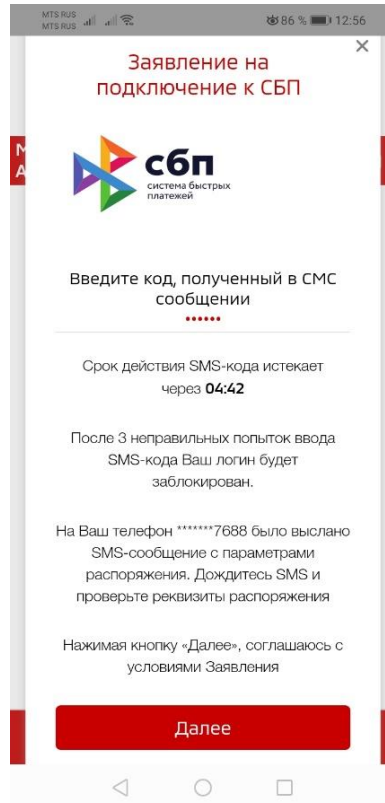 MTS RUS
MTS RUS
86 %
12:56
Заявление на
подключение к СБП
сбп
система быстрых
платежей
Введите код, полученный в СМС
сообщении
••••••
Срок действия SMS-кода истекает
через 04:42
После 3 неправильных попыток ввода
SMS-кода Ваш логин будет
заблокирован.
На Ваш телефон *******7688 было выслано
SMS-сообщение с параметрами
распоряжения. Дождитесь SMS и
проверьте реквизиты распоряжения
Нажимая кнопку «Далее», соглашаюсь с
условиями Заявления
Далее